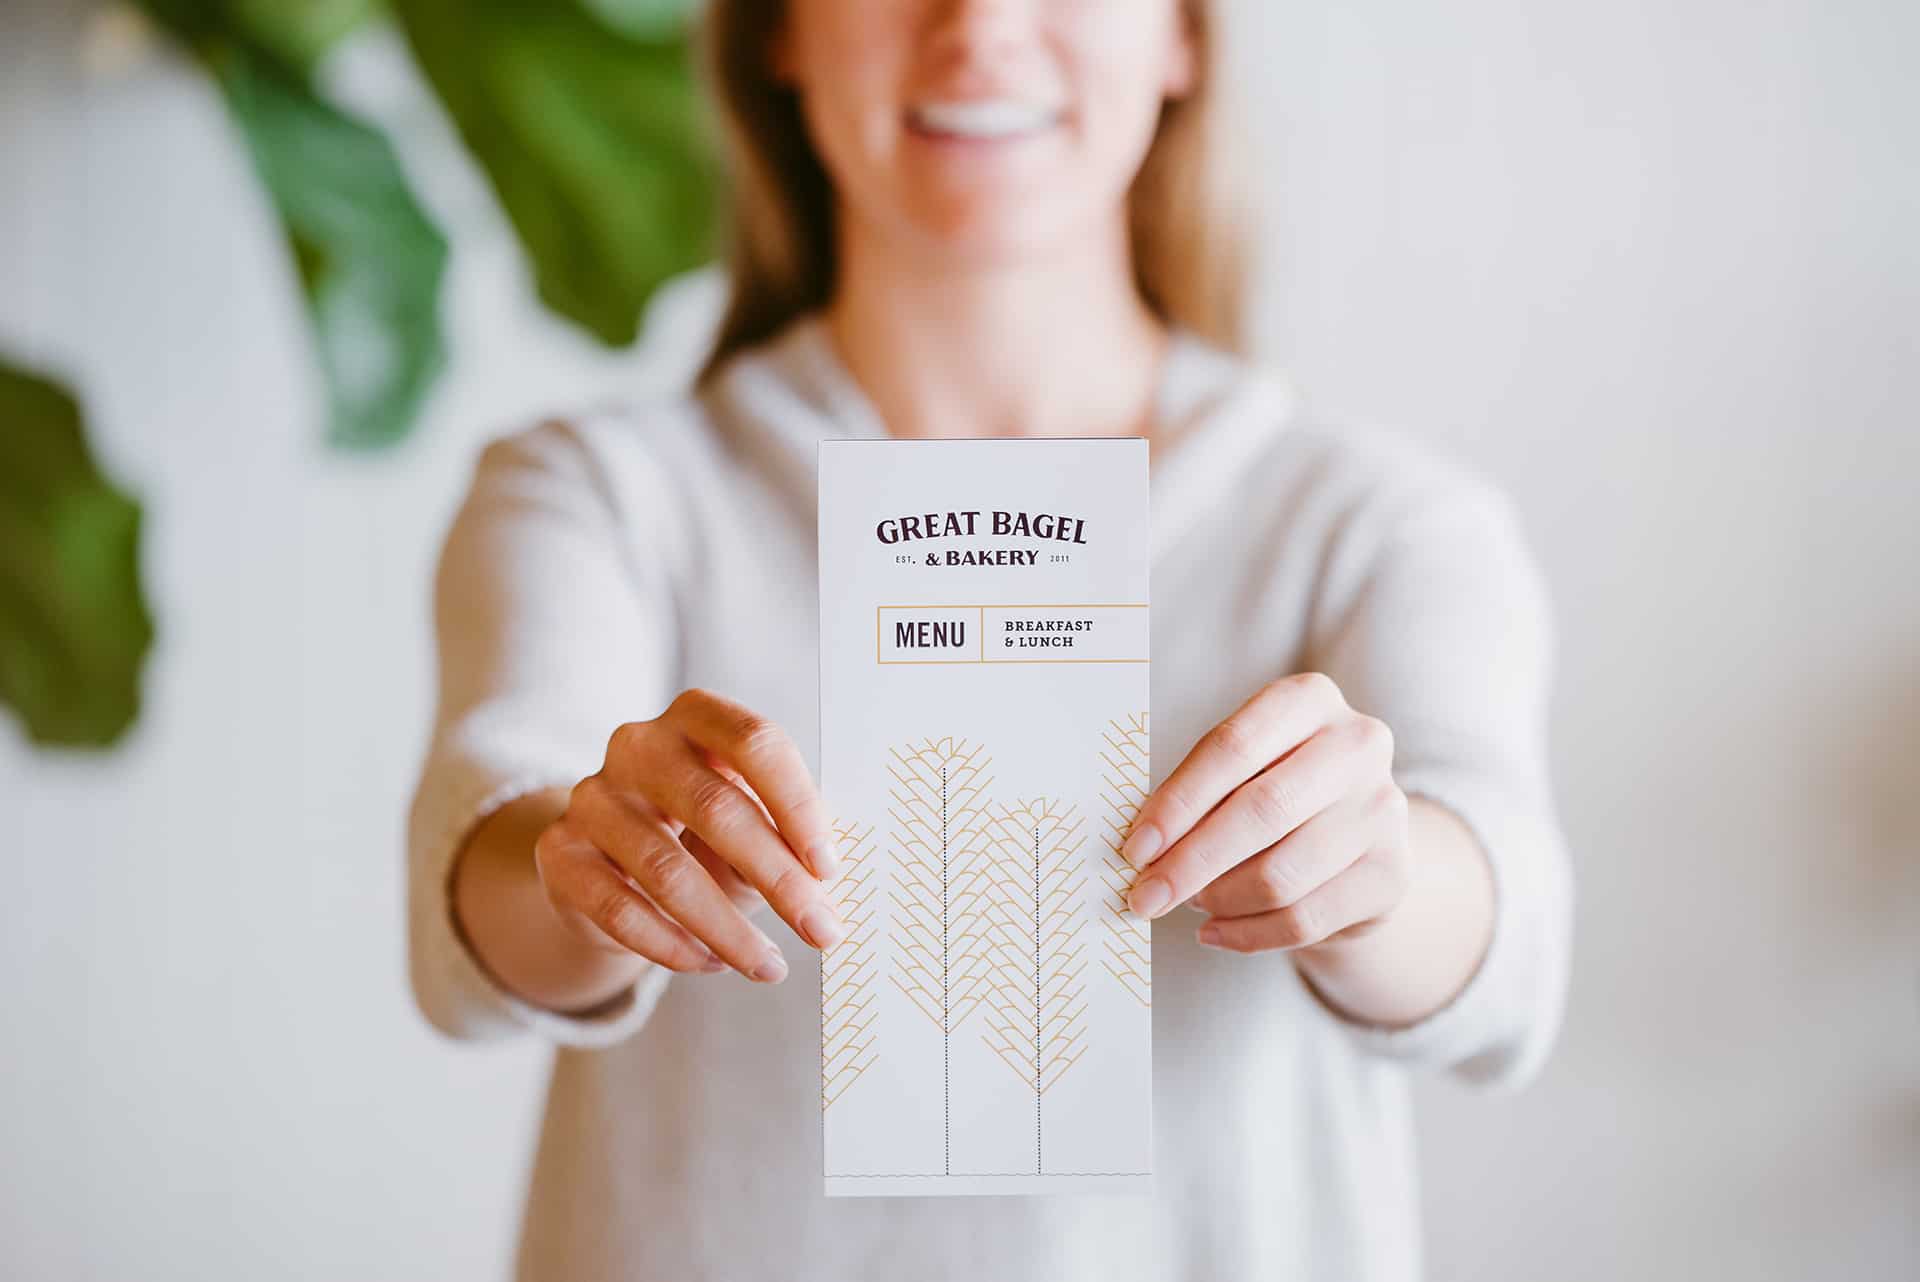 GREAT BAGEL
EST. & BAKERY 2011
MENU
BREAKFAST
& LUNCH